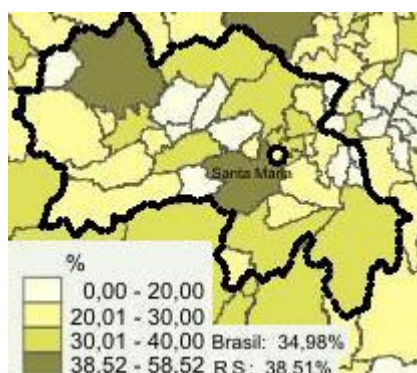 Santa Maria
%
0,00 - 20,00
20,01 - 30,00
30,01 - 40,00
38,52 - 58,52
Brasil: 34,98%
R S : 38,51%